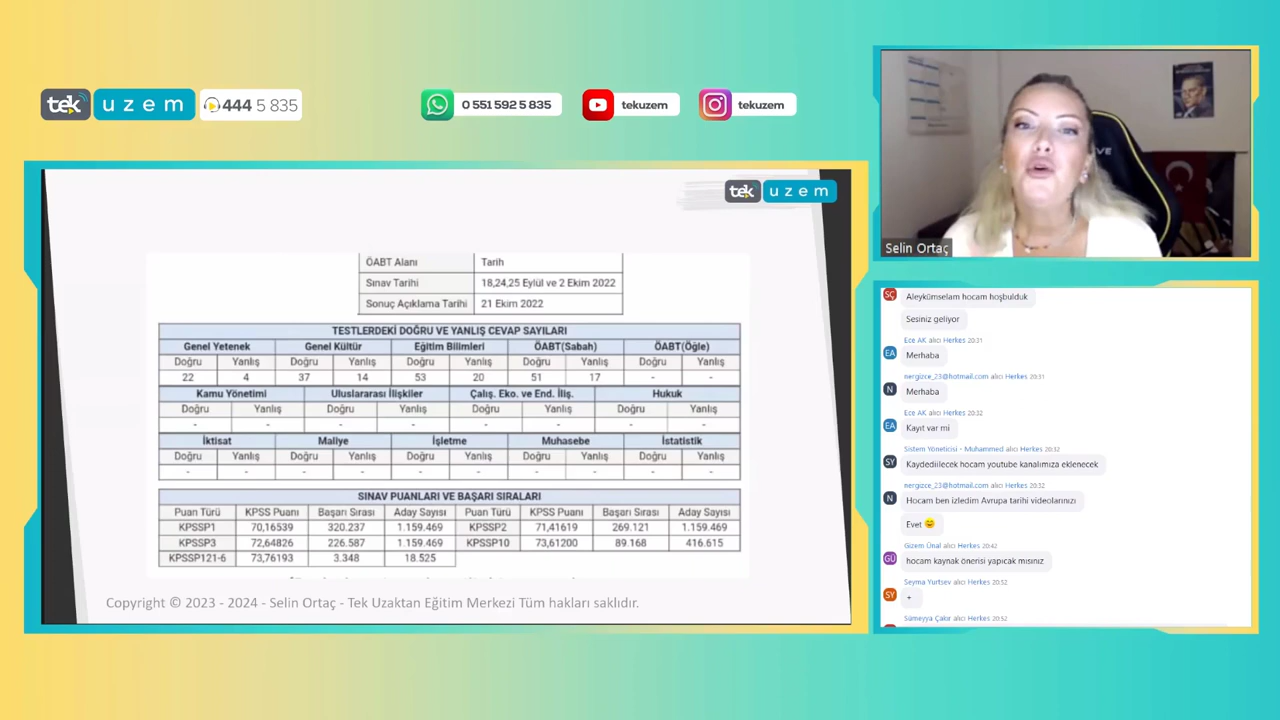 tek uzem 444 5 835
0 551 592 5 835
tekuzem
tekuzem
tek uzem
ÖABT Alanı Tarih
Sınav Tarihi 18,24,25 Eylül ve 2 Ekim 2022
Sonuç Açıklama Tarihi 21 Ekim 2022
TESTLERDEKİ DOĞRU VE YANLIŞ CEVAP SAYILARI
Genel Yetenek Genel Kültür Eğitim Bilimleri ÖABT(Sabah) ÖABT(Öğle)
Doğru Yanlış Doğru Yanlış Doğru Yanlış Doğru Yanlış Doğru Yanlış
22 4 37 14 53 20 51 17 - -
Kamu Yönetimi Uluslararası İlişkiler Çalış. Eko. ve End. İliş. Hukuk
Doğru Yanlış Doğru Yanlış Doğru Yanlış Doğru Yanlış
- - - - - - - -
İktisat Maliye İşletme Muhasebe İstatistik
Doğru Yanlış Doğru Yanlış Doğru Yanlış Doğru Yanlış Doğru Yanlış
- - - - - - - - - -
SINAV PUANLARI VE BAŞARI SIRALARI
Puan Türü KPSS Puanı Başarı Sırası Aday Sayısı Puan Türü KPSS Puanı Başarı Sırası Aday Sayısı
KPSSP1 70,16539 320.237 1.159.469 KPSSP2 71,41619 269.121 1.159.469
KPSSP3 72,64826 226.587 1.159.469 KPSSP10 73,61200 89.168 416.615
KPSSP121-6 73,76193 3.348 18.525
Copyright © 2023 - 2024 - Selin Ortaç - Tek Uzaktan Eğitim Merkezi Tüm hakları saklıdır.
Selin Ortaç
SÇ Aleykümselam hocam hoşbulduk
Sesiniz geliyor
Ece AK alıcı Herkes 20:31
EA Merhaba
nergizce_23@hotmail.com alıcı Herkes 20:31
N Merhaba
Ece AK alıcı Herkes 20:32
EA Kayıt var mi
Sistem Yöneticisi - Muhammed alıcı Herkes 20:32
SY Kaydediilecek hocam youtube kanalımıza eklenecek
nergizce_23@hotmail.com alıcı Herkes 20:32
N Hocam ben izledim Avrupa tarihi videolarınızı
Evet 😄
Gizem Ünal alıcı Herkes 20:42
GÜ hocam kaynak önerisi yapıcak mısınız
Seyma Yurtsev alıcı Herkes 20:52
SY +
Sümeyya Çakır alıcı Herkes 20:52